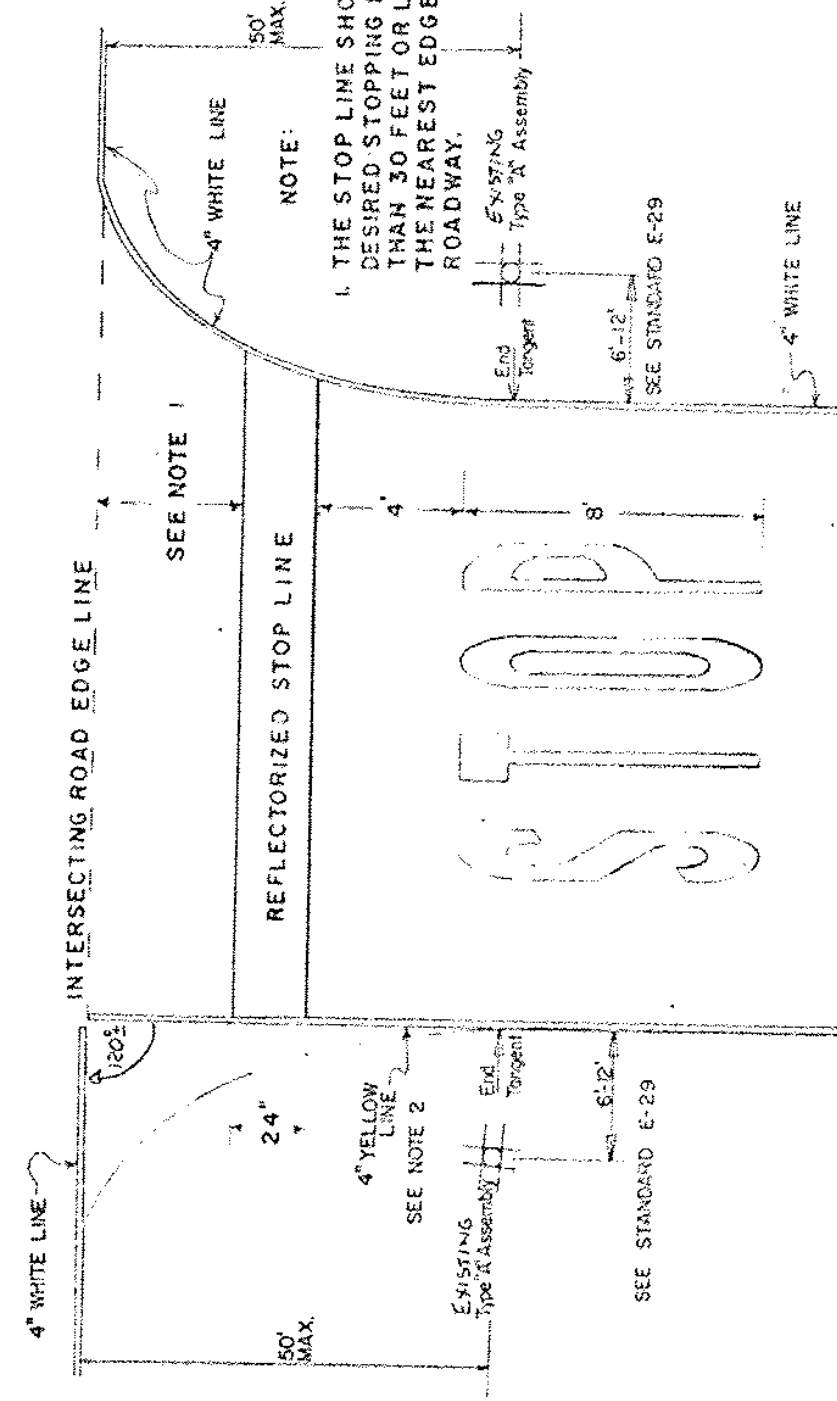 4" WHITE LINE
INTERSECTING ROAD EDGE LINE
120°±
24"
SEE NOTE 1
REFLECTORIZED STOP LINE
4" WHITE LINE
50'
MAX.
NOTE:
1. THE STOP LINE SHO
DESIRED STOPPING
THAN 30 FEET OR L
THE NEAREST EDGE
ROADWAY.
4" YELLOW
LINE
SEE NOTE 2
50'
MAX.
EXISTING
Type "A" Assembly
End
Tangent
6'-12'
SEE STANDARD E-29
STOP
4'
8'
End
Tangent
EXISTING
Type "A" Assembly
6'-12'
SEE STANDARD E-29
4" WHITE LINE